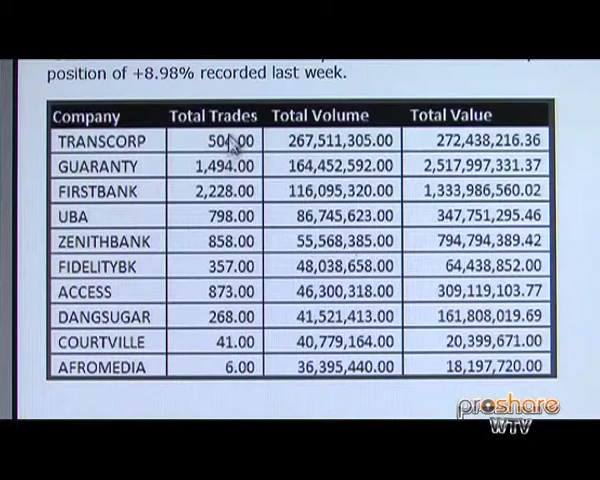 position of +8.98% recorded last week.
Company Total Trades Total Volume Total Value
TRANSCORP 504.00 267,511,305.00 272,438,216.36
GUARANTY 1,494.00 164,452,592.00 2,517,997,331.37
FIRSTBANK 2,228.00 116,095,320.00 1,333,986,560.02
UBA 798.00 86,745,623.00 347,751,295.46
ZENITHBANK 858.00 55,568,385.00 794,794,389.42
FIDELITYBK 357.00 48,038,658.00 64,438,852.00
ACCESS 873.00 46,300,318.00 309,119,103.77
DANGSUGAR 268.00 41,521,413.00 161,808,019.69
COURTVILLE 41.00 40,779,164.00 20,399,671.00
AFROMEDIA 6.00 36,395,440.00 18,197,720.00
proshare
WTV